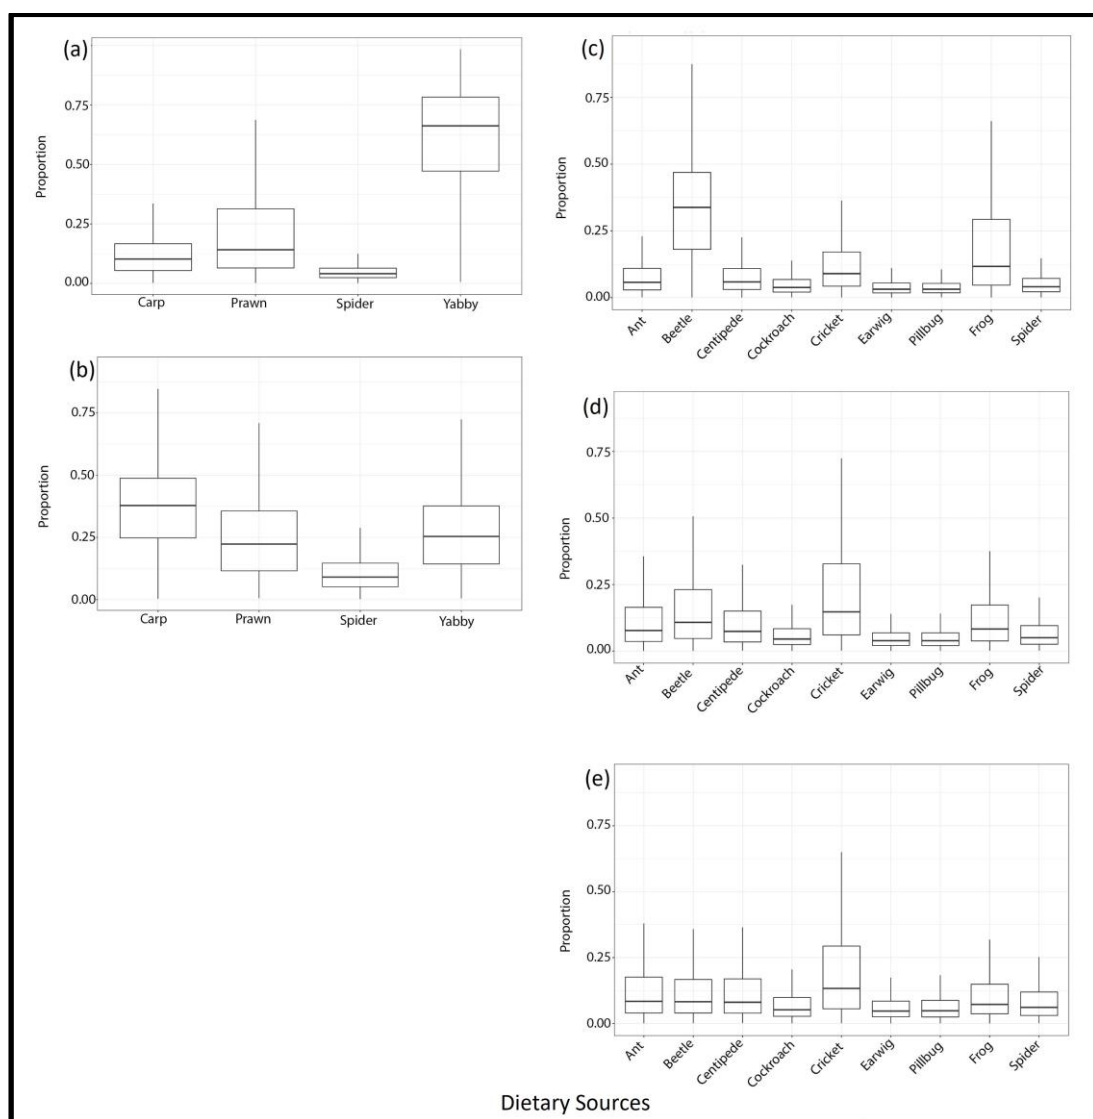 (a)
Proportion
0.75
0.50
0.25
0.00
Carp Prawn Spider Yabby
(b)
Proportion
0.75
0.50
0.25
0.00
Carp Prawn Spider Yabby
(c)
Proportion
0.75
0.50
0.25
0.00
Ant Beetle Centipede Cockroach Cricket Earwig Pillbug Frog Spider
(d)
Proportion
0.75
0.50
0.25
0.00
Ant Beetle Centipede Cockroach Cricket Earwig Pillbug Frog Spider
(e)
Proportion
0.75
0.50
0.25
0.00
Ant Beetle Centipede Cockroach Cricket Earwig Pillbug Frog Spider
Dietary Sources